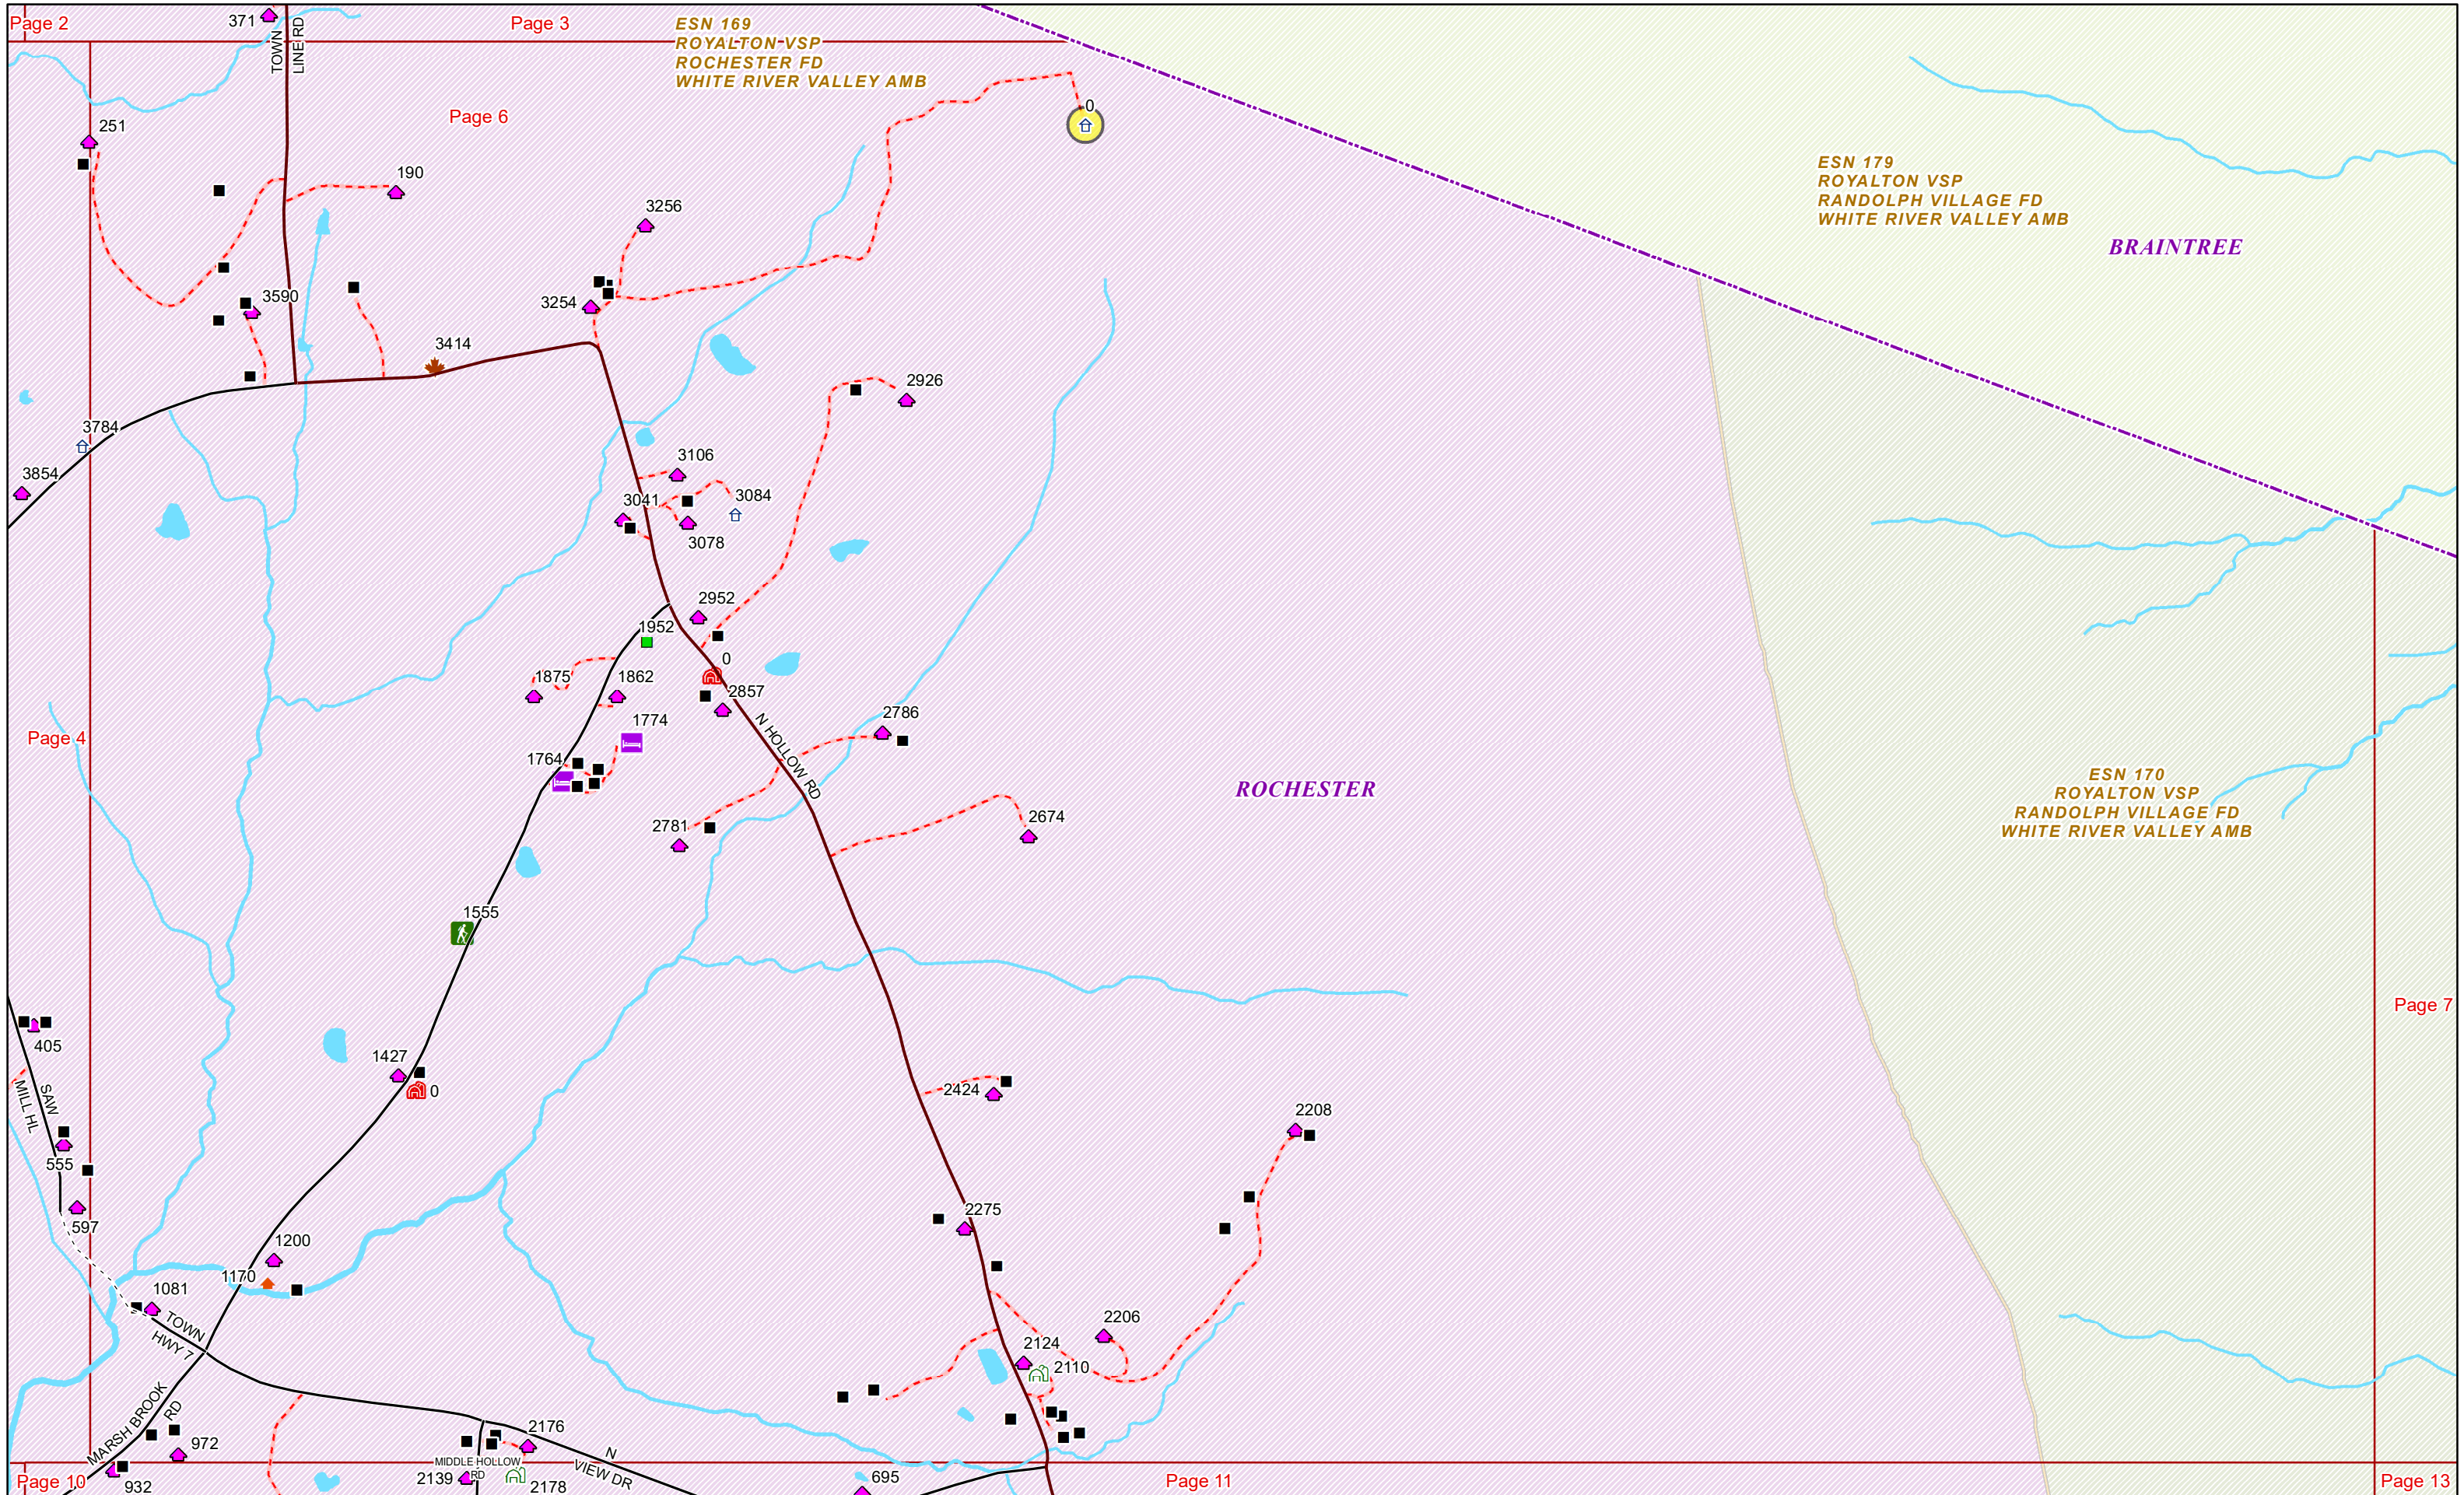 Page 2
371
TOWN
LINE RD
Page 3
ESN 169
ROYALTON VSP
ROCHESTER FD
WHITE RIVER VALLEY AMB
Page 6
0
251
190
3256
ESN 179
ROYALTON VSP
RANDOLPH VILLAGE FD
WHITE RIVER VALLEY AMB
BRAINTREE
3590
3254
3414
2926
3784
3854
3106
3041
3084
3078
2952
1952
0
1875
1862
2857
1774
2786
N HOLLOW RD
Page 4
1764
ROCHESTER
ESN 170
ROYALTON VSP
RANDOLPH VILLAGE FD
WHITE RIVER VALLEY AMB
2781
2674
1555
Page 7
405
1427
0
2424
SAW
MILL HL
2208
555
597
2275
1200
1170
1081
TOWN
HWY 7
2206
2124
2110
MARSH BROOK
RD
972
2176
N
VIEW DR
MIDDLE HOLLOW
RD
2139
2178
695
932
Page 10
Page 11
Page 13